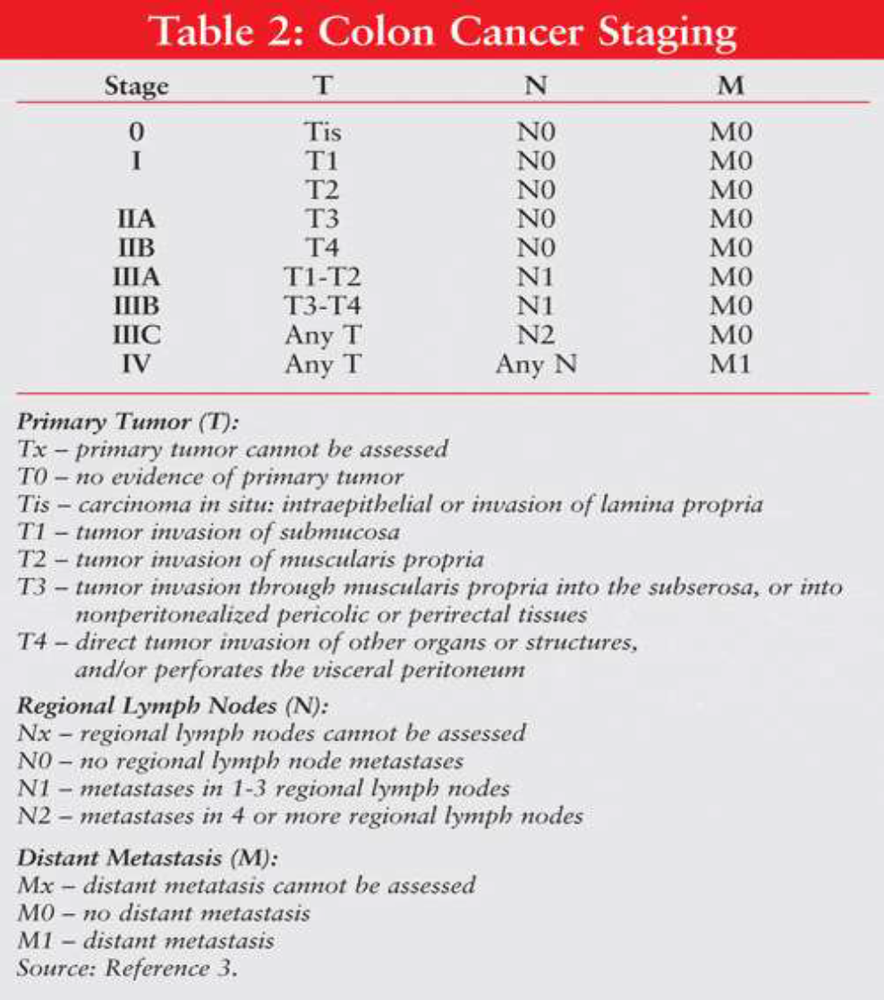 Table 2: Colon Cancer Staging
Stage T N M
0 Tis N0 M0
I T1 N0 M0
T2 N0 M0
IIA T3 N0 M0
IIB T4 N0 M0
IIIA T1-T2 N1 M0
IIIB T3-T4 N1 M0
IIIC Any T N2 M0
IV Any T Any N M1
Primary Tumor (T):
Tx – primary tumor cannot be assessed
T0 – no evidence of primary tumor
Tis – carcinoma in situ: intraepithelial or invasion of lamina propria
T1 – tumor invasion of submucosa
T2 – tumor invasion of muscularis propria
T3 – tumor invasion through muscularis propria into the subserosa, or into
nonperitonealized pericolic or perirectal tissues
T4 – direct tumor invasion of other organs or structures,
and/or perforates the visceral peritoneum
Regional Lymph Nodes (N):
Nx – regional lymph nodes cannot be assessed
N0 – no regional lymph node metastases
N1 – metastases in 1-3 regional lymph nodes
N2 – metastases in 4 or more regional lymph nodes
Distant Metastasis (M):
Mx – distant metatasis cannot be assessed
M0 – no distant metastasis
M1 – distant metastasis
Source: Reference 3.